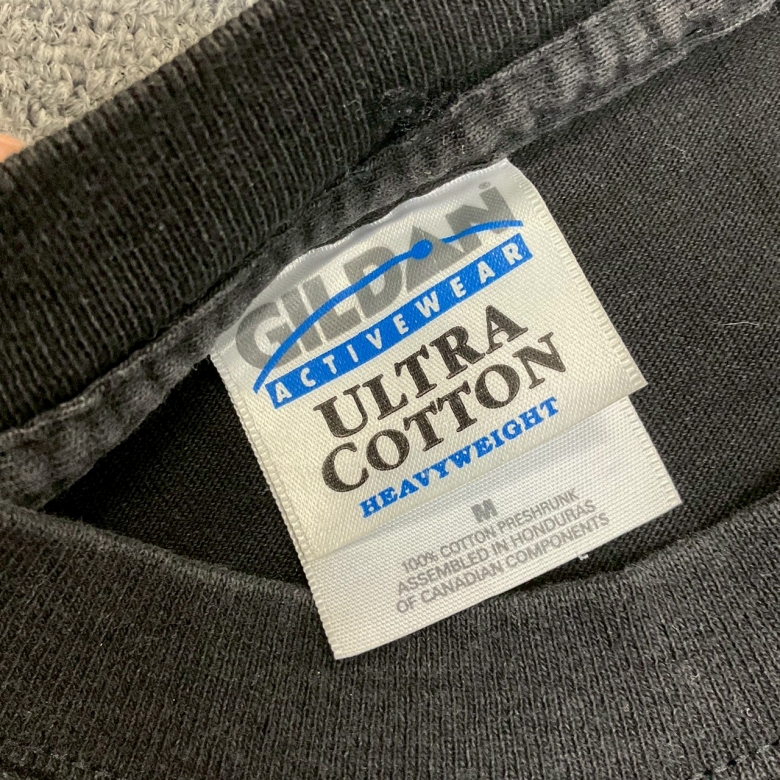 GILDAN
ACTIVEWEAR
ULTRA
COTTON
HEAVYWEIGHT
M
100% COTTON PRESHRUNK
ASSEMBLED IN HONDURAS
OF CANADIAN COMPONENTS